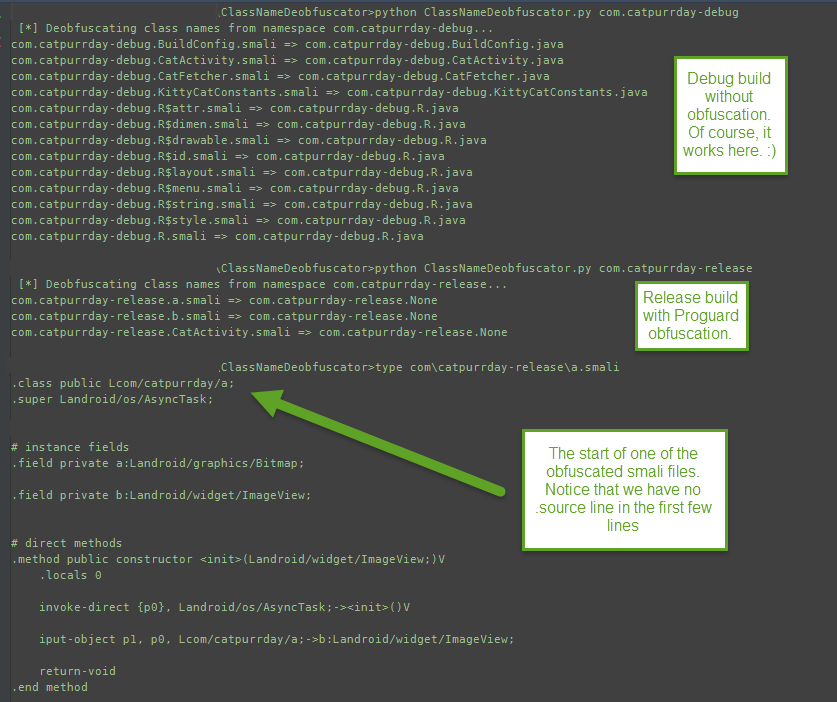 \ClassNameDeobfuscator>python ClassNameDeobfuscator.py com.catpurrday-debug
[*] Deobfuscating class names from namespace com.catpurrday-debug...
com.catpurrday-debug.BuildConfig.smali => com.catpurrday-debug.BuildConfig.java
com.catpurrday-debug.CatActivity.smali => com.catpurrday-debug.CatActivity.java
com.catpurrday-debug.CatFetcher.smali => com.catpurrday-debug.CatFetcher.java
com.catpurrday-debug.KittyCatConstants.smali => com.catpurrday-debug.KittyCatConstants.java
com.catpurrday-debug.R$attr.smali => com.catpurrday-debug.R.java
com.catpurrday-debug.R$dimen.smali => com.catpurrday-debug.R.java
com.catpurrday-debug.R$drawable.smali => com.catpurrday-debug.R.java
com.catpurrday-debug.R$id.smali => com.catpurrday-debug.R.java
com.catpurrday-debug.R$layout.smali => com.catpurrday-debug.R.java
com.catpurrday-debug.R$menu.smali => com.catpurrday-debug.R.java
com.catpurrday-debug.R$string.smali => com.catpurrday-debug.R.java
com.catpurrday-debug.R$style.smali => com.catpurrday-debug.R.java
com.catpurrday-debug.R.smali => com.catpurrday-debug.R.java
Debug build
without
obfuscation.
Of course, it
works here. :)
\ClassNameDeobfuscator>python ClassNameDeobfuscator.py com.catpurrday-release
[*] Deobfuscating class names from namespace com.catpurrday-release...
com.catpurrday-release.a.smali => com.catpurrday-release.None
com.catpurrday-release.b.smali => com.catpurrday-release.None
com.catpurrday-release.CatActivity.smali => com.catpurrday-release.None
Release build
with Proguard
obfuscation.
\ClassNameDeobfuscator>type com\catpurrday-release\a.smali
.class public Lcom/catpurrday/a;
.super Landroid/os/AsyncTask;
# instance fields
.field private a:Landroid/graphics/Bitmap;
.field private b:Landroid/widget/ImageView;
The start of one of the
obfuscated smali files.
Notice that we have no
.source line in the first few
lines
# direct methods
.method public constructor <init>(Landroid/widget/ImageView;)V
.locals 0
invoke-direct {p0}, Landroid/os/AsyncTask;-><init>()V
iput-object p1, p0, Lcom/catpurrday/a;->b:Landroid/widget/ImageView;
return-void
.end method